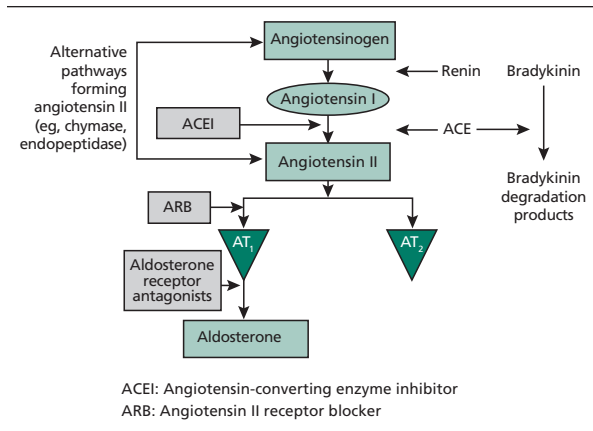 Alternative
pathways
forming
angiotensin II
(eg, chymase,
endopeptidase)
Angiotensinogen
Renin
Bradykinin
Angiotensin I
ACEI
ACE
Angiotensin II
Bradykinin
degradation
products
ARB
AT1
AT2
Aldosterone
receptor
antagonists
Aldosterone
ACEI: Angiotensin-converting enzyme inhibitor
ARB: Angiotensin II receptor blocker